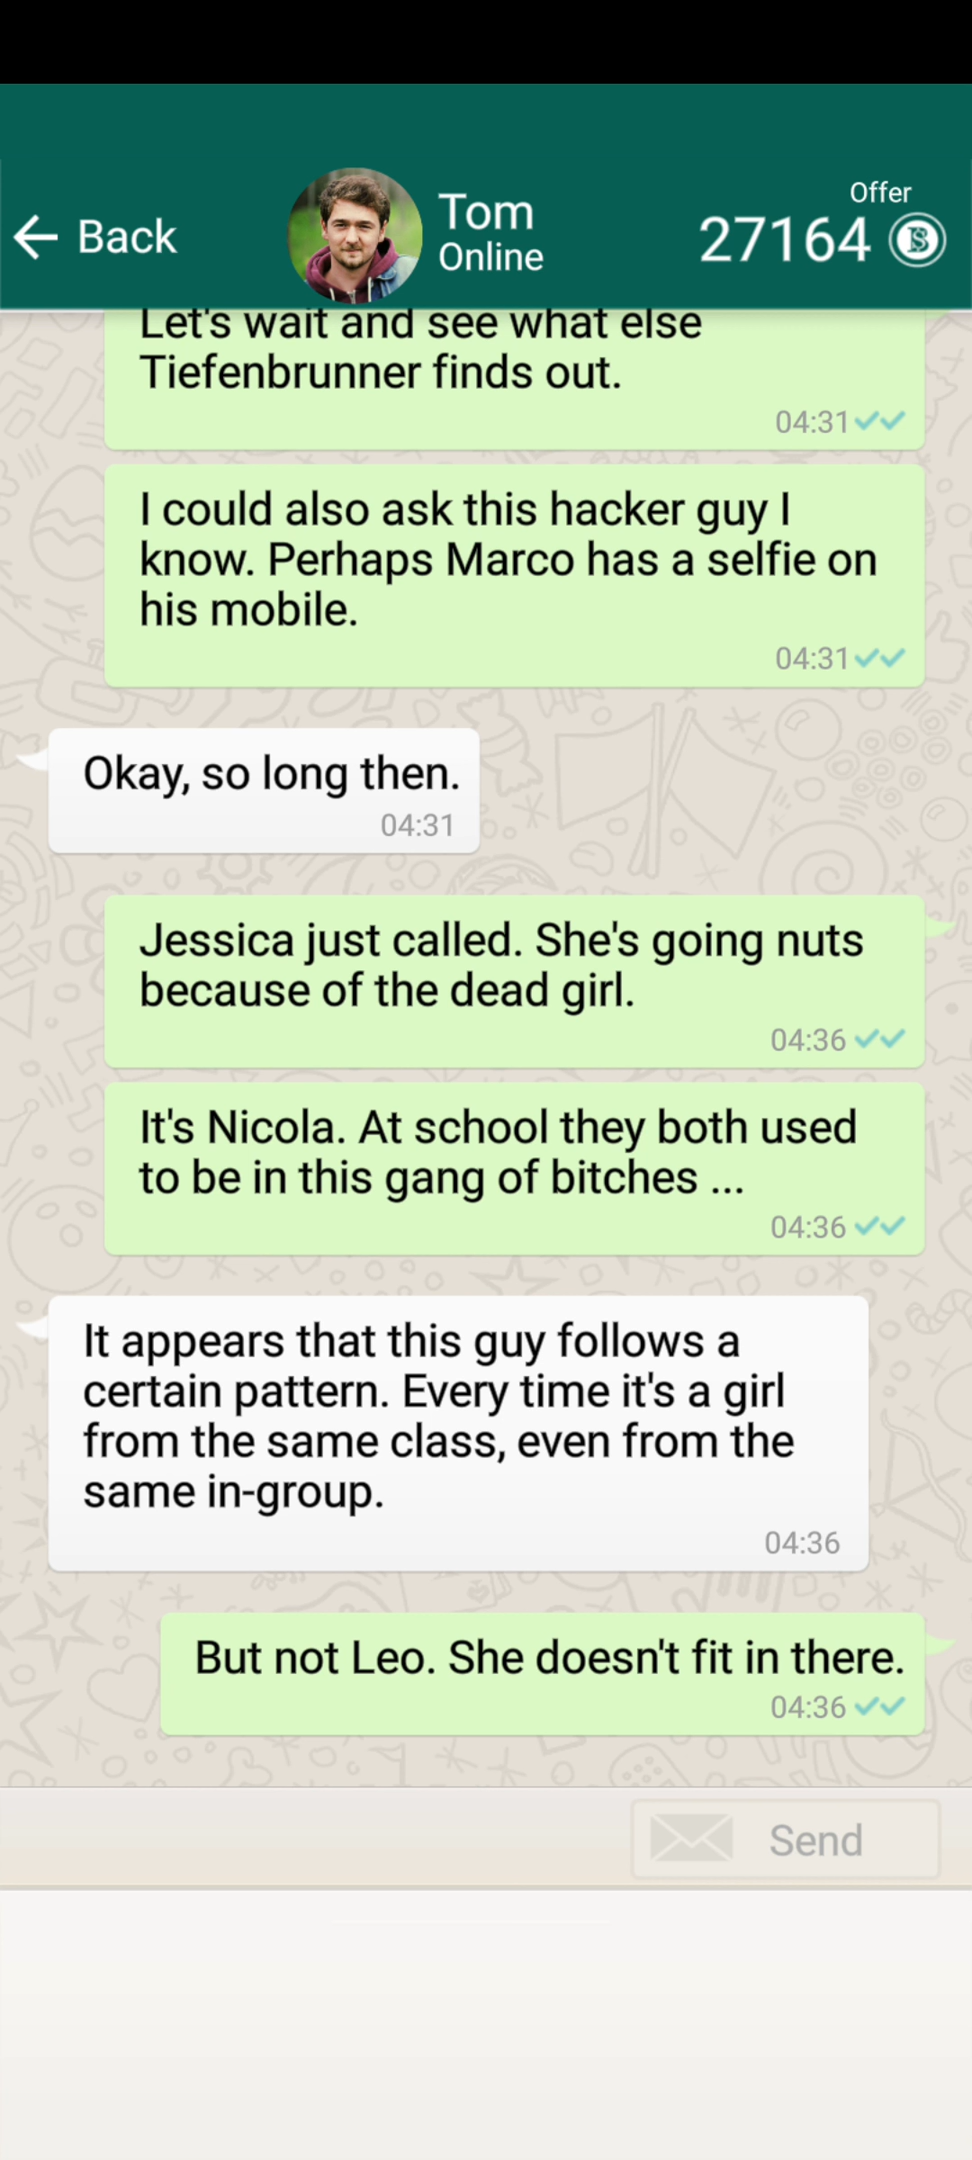 Offer
← Back
Tom
27164
Online
Let's wait and see what else
Tiefenbrunner finds out.
04:31
I could also ask this hacker guy I
know. Perhaps Marco has a selfie on
his mobile.
04:31
Okay, so long then.
04:31
Jessica just called. She's going nuts
because of the dead girl.
04:36
It's Nicola. At school they both used
to be in this gang of bitches ...
04:36
It appears that this guy follows a
certain pattern. Every time it's a girl
from the same class, even from the
same in-group.
04:36
But not Leo. She doesn't fit in there.
04:36
Send